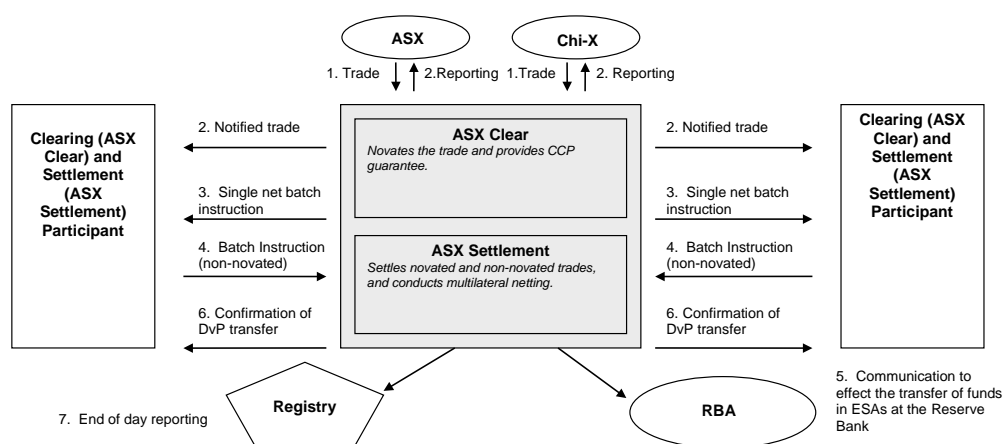 ASX
Chi-X
1. Trade
2.Reporting
1.Trade
2. Reporting
Clearing (ASX
Clear) and
Settlement
(ASX
Settlement)
Participant
2. Notified trade
3. Single net batch
instruction
4. Batch Instruction
(non-novated)
6. Confirmation of
DvP transfer
ASX Clear
Novates the trade and provides CCP
guarantee.
ASX Settlement
Settles novated and non-novated trades,
and conducts multilateral netting.
2. Notified trade
3. Single net batch
instruction
4. Batch Instruction
(non-novated)
6. Confirmation of
DvP transfer
Clearing (ASX
Clear) and
Settlement
(ASX
Settlement)
Participant
7. End of day reporting
Registry
RBA
5. Communication to
effect the transfer of funds
in ESAs at the Reserve
Bank